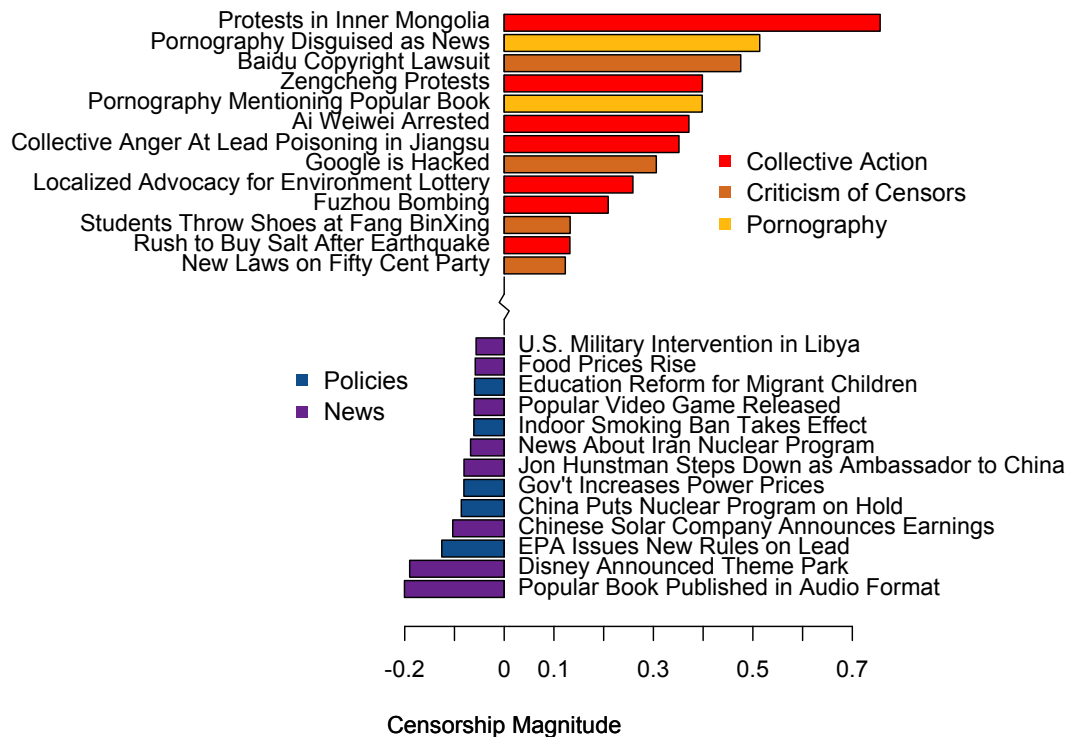 Protests in Inner Mongolia
Pornography Disguised as News
Baidu Copyright Lawsuit
Zengcheng Protests
Pornography Mentioning Popular Book
Ai Weiwei Arrested
Collective Anger At Lead Poisoning in Jiangsu
Google is Hacked
Localized Advocacy for Environment Lottery
Fuzhou Bombing
Students Throw Shoes at Fang BinXing
Rush to Buy Salt After Earthquake
New Laws on Fifty Cent Party
Collective Action
Criticism of Censors
Pornography
U.S. Military Intervention in Libya
Food Prices Rise
Education Reform for Migrant Children
Popular Video Game Released
Indoor Smoking Ban Takes Effect
News About Iran Nuclear Program
Jon Hunstman Steps Down as Ambassador to China
Gov't Increases Power Prices
China Puts Nuclear Program on Hold
Chinese Solar Company Announces Earnings
EPA Issues New Rules on Lead
Disney Announced Theme Park
Popular Book Published in Audio Format
Policies
News
-0.2 0 0.1 0.3 0.5 0.7
Censorship Magnitude